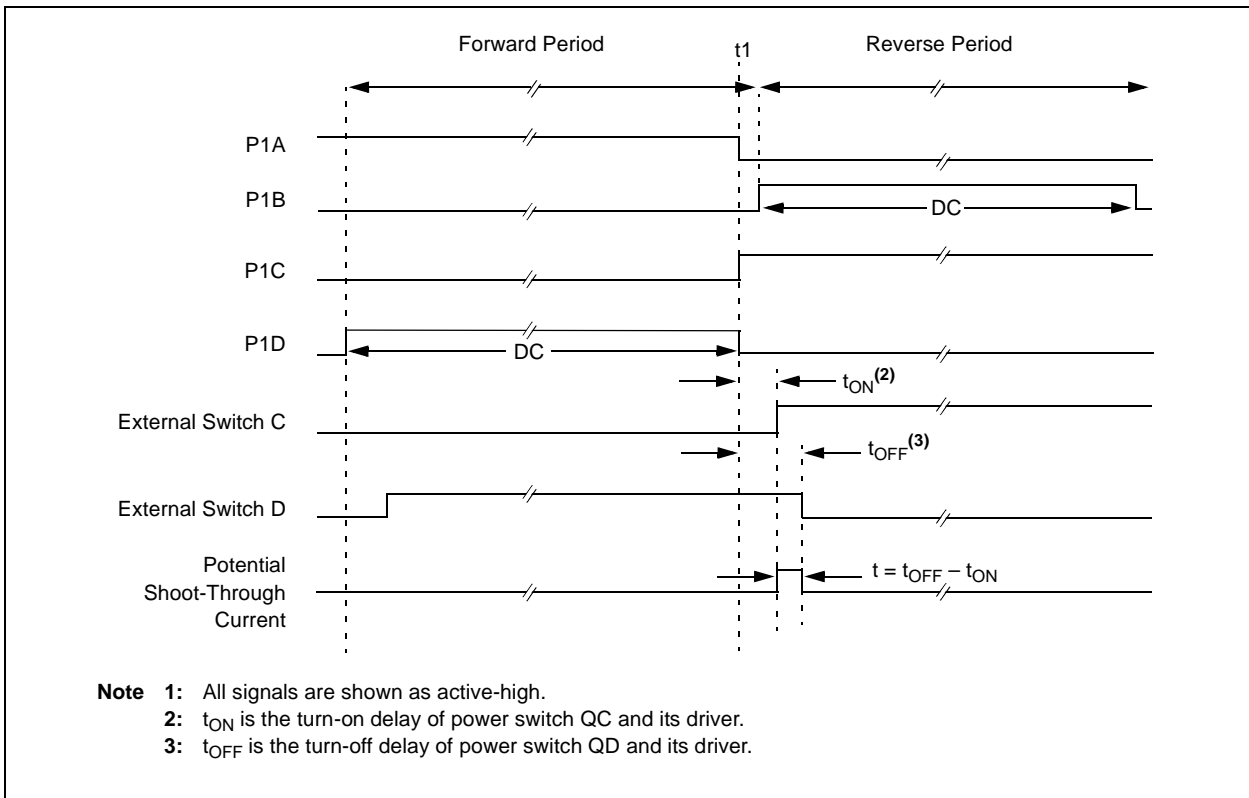 Forward Period
t1
Reverse Period
P1A
P1B
DC
P1C
P1D
DC
tON(2)
External Switch C
tOFF(3)
External Switch D
Potential
Shoot-Through
Current
t = tOFF – tON
Note 1: All signals are shown as active-high.
2: tON is the turn-on delay of power switch QC and its driver.
3: tOFF is the turn-off delay of power switch QD and its driver.